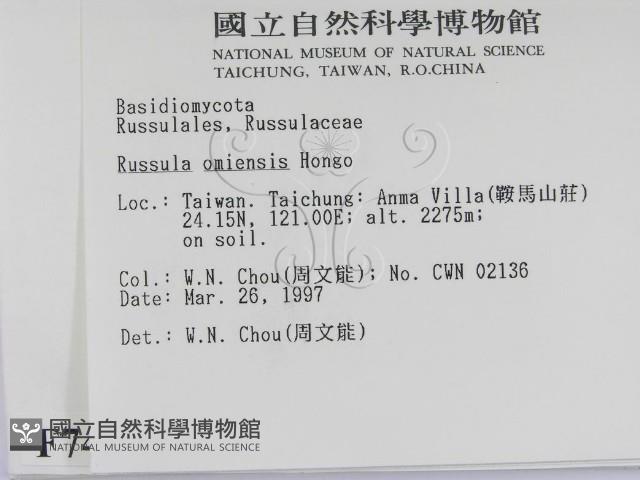 國立自然科學博物館
NATIONAL MUSEUM OF NATURAL SCIENCE
TAICHUNG, TAIWAN, R.O.CHINA
Basidiomycota
Russulales, Russulaceae
Russula omiensis Hongo
Loc.: Taiwan. Taichung: Anma Villa(鞍馬山莊)
24.15N, 121.00E; alt. 2275m;
on soil.
Col.: W.N. Chou(周文能); No. CWN 02136
Date: Mar. 26, 1997
Det.: W.N. Chou(周文能)
國立自然科學博物館
NATIONAL MUSEUM OF NATURAL SCIENCE